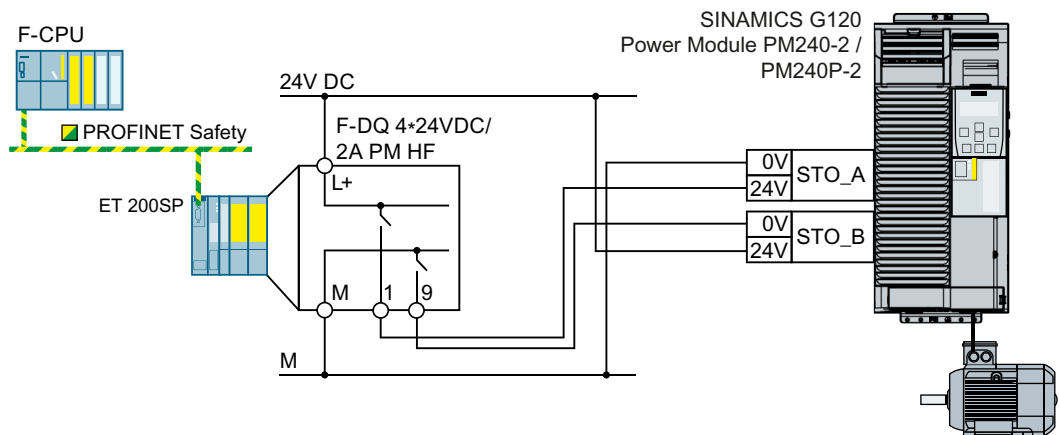 SINAMICS G120
Power Module PM240-2 /
PM240P-2
F-CPU
24V DC
PROFINET Safety
F-DQ 4*24VDC/
2A PM HF
L+
ET 200SP
0V
STO_A
24V
0V
STO_B
24V
M
1
9
M